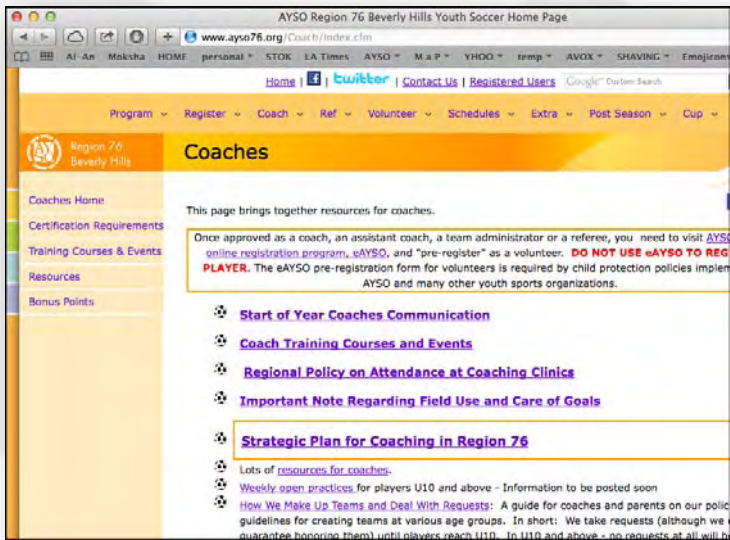 AYSO Region 76 Beverly Hills Youth Soccer Home Page
www.ayso76.org/Coach/Index.cfm
Al-An Moksha HOME personal STOK LA Times AYSO M a P YHOO temp AVOX SHAVING Emojicons
Home | f | twitter | Contact Us | Registered Users Google Custom Search
Program Register Coach Ref Volunteer Schedules Extra Post Season Cup
Region 76
Beverly Hills
Coaches
Coaches Home
Certification Requirements
Training Courses & Events
Resources
Bonus Points
This page brings together resources for coaches.
Once approved as a coach, an assistant coach, a team administrator or a referee, you need to visit AYSO
online registration program, eAYSO, and "pre-register" as a volunteer. DO NOT USE eAYSO TO REG
PLAYER. The eAYSO pre-registration form for volunteers is required by child protection policies implem
AYSO and many other youth sports organizations.
Start of Year Coaches Communication
Coach Training Courses and Events
Regional Policy on Attendance at Coaching Clinics
Important Note Regarding Field Use and Care of Goals
Strategic Plan for Coaching in Region 76
Lots of resources for coaches.
Weekly open practices for players U10 and above - Information to be posted soon
How We Make Up Teams and Deal With Requests: A guide for coaches and parents on our polic
guidelines for creating teams at various age groups. In short: We take requests (although we
guarantee honoring them) until players reach U10. In U10 and above - no requests at all will b